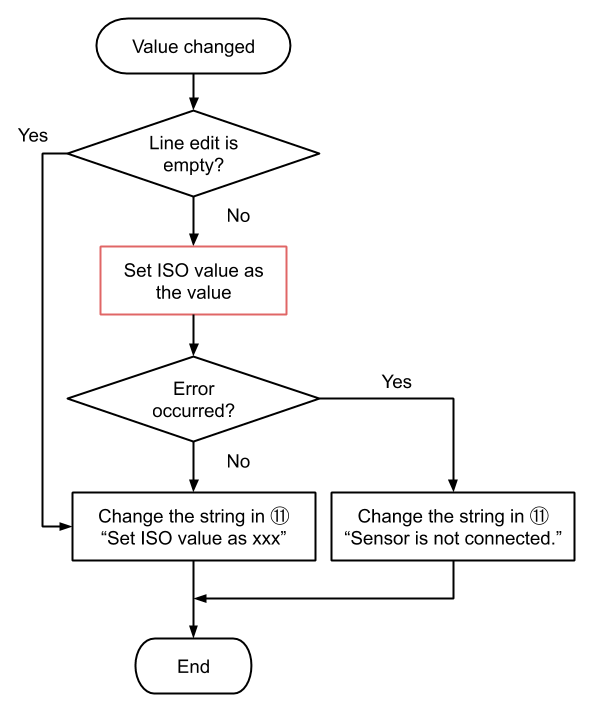 Value changed
Yes
Line edit is
empty?
No
Set ISO value as
the value
Error
occurred?
Yes
No
Change the string in ⑪
“Set ISO value as xxx”
Change the string in ⑪
“Sensor is not connected.”
End